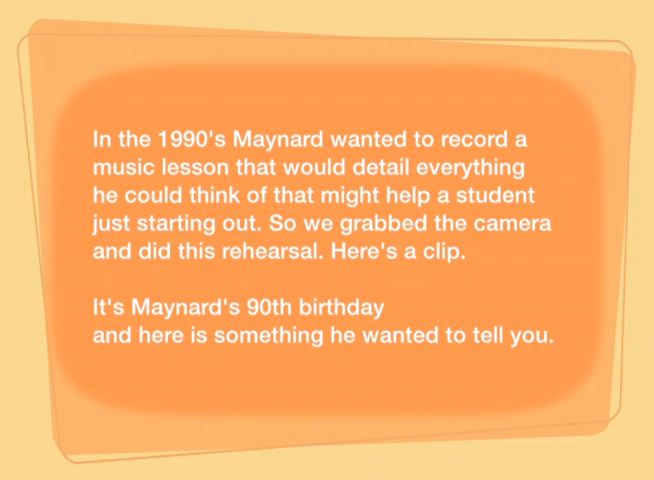 In the 1990's Maynard wanted to record a
music lesson that would detail everything
he could think of that might help a student
just starting out. So we grabbed the camera
and did this rehearsal. Here's a clip.
It's Maynard's 90th birthday
and here is something he wanted to tell you.